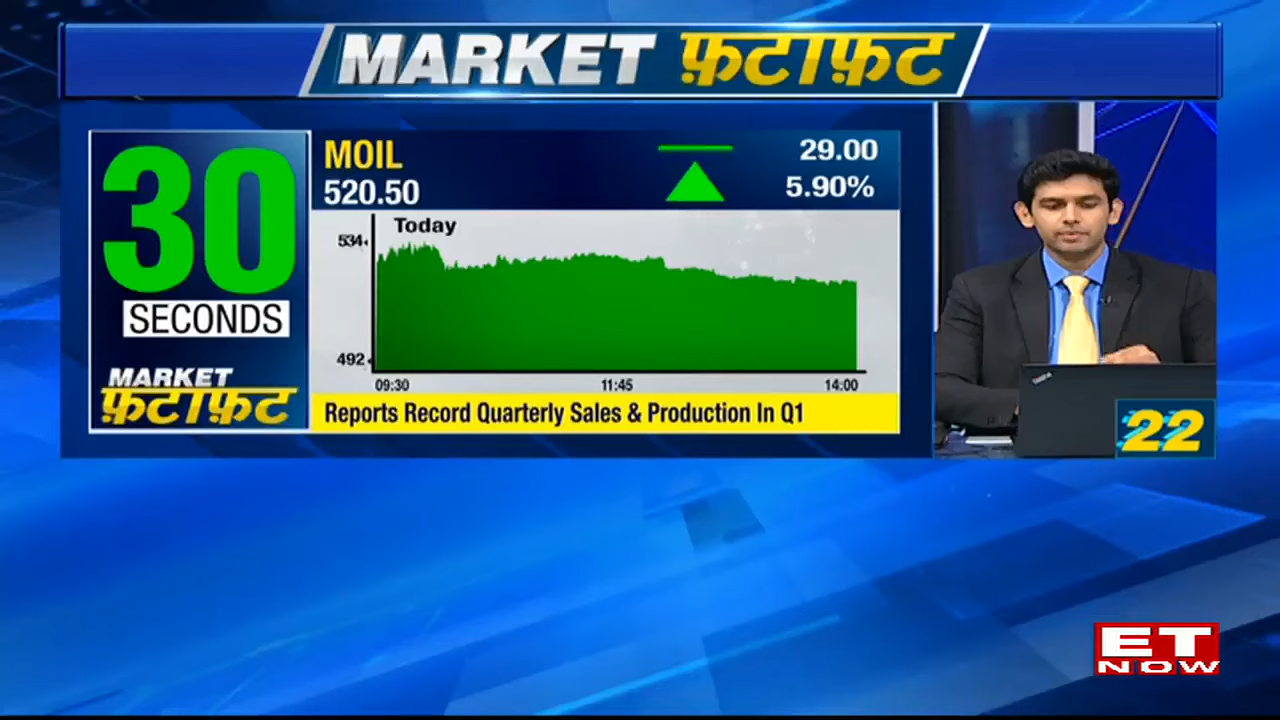 MARKET फ़टाफ़ट
30
SECONDS
MARKET
फ़टाफ़ट
MOIL
520.50
29.00
5.90%
Today
534
492
09:30 11:45 14:00
Reports Record Quarterly Sales & Production In Q1
22
ET
NOW